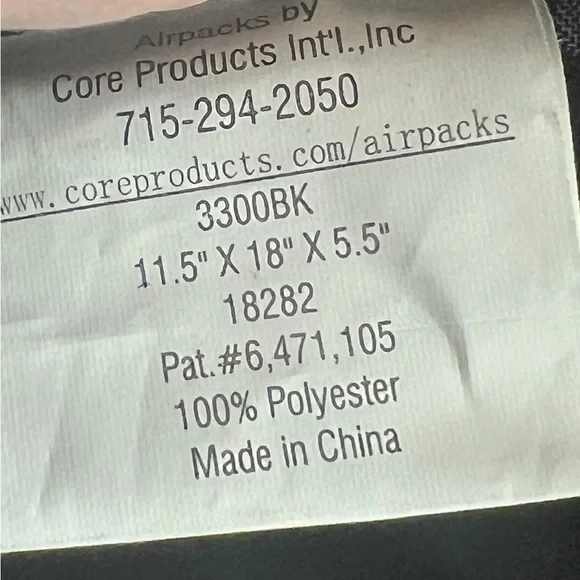 Airpacks by
Core Products Int'l.,Inc
715-294-2050
www.coreproducts.com/airpacks
3300BK
11.5" X 18" X 5.5"
18282
Pat.#6,471,105
100% Polyester
Made in China